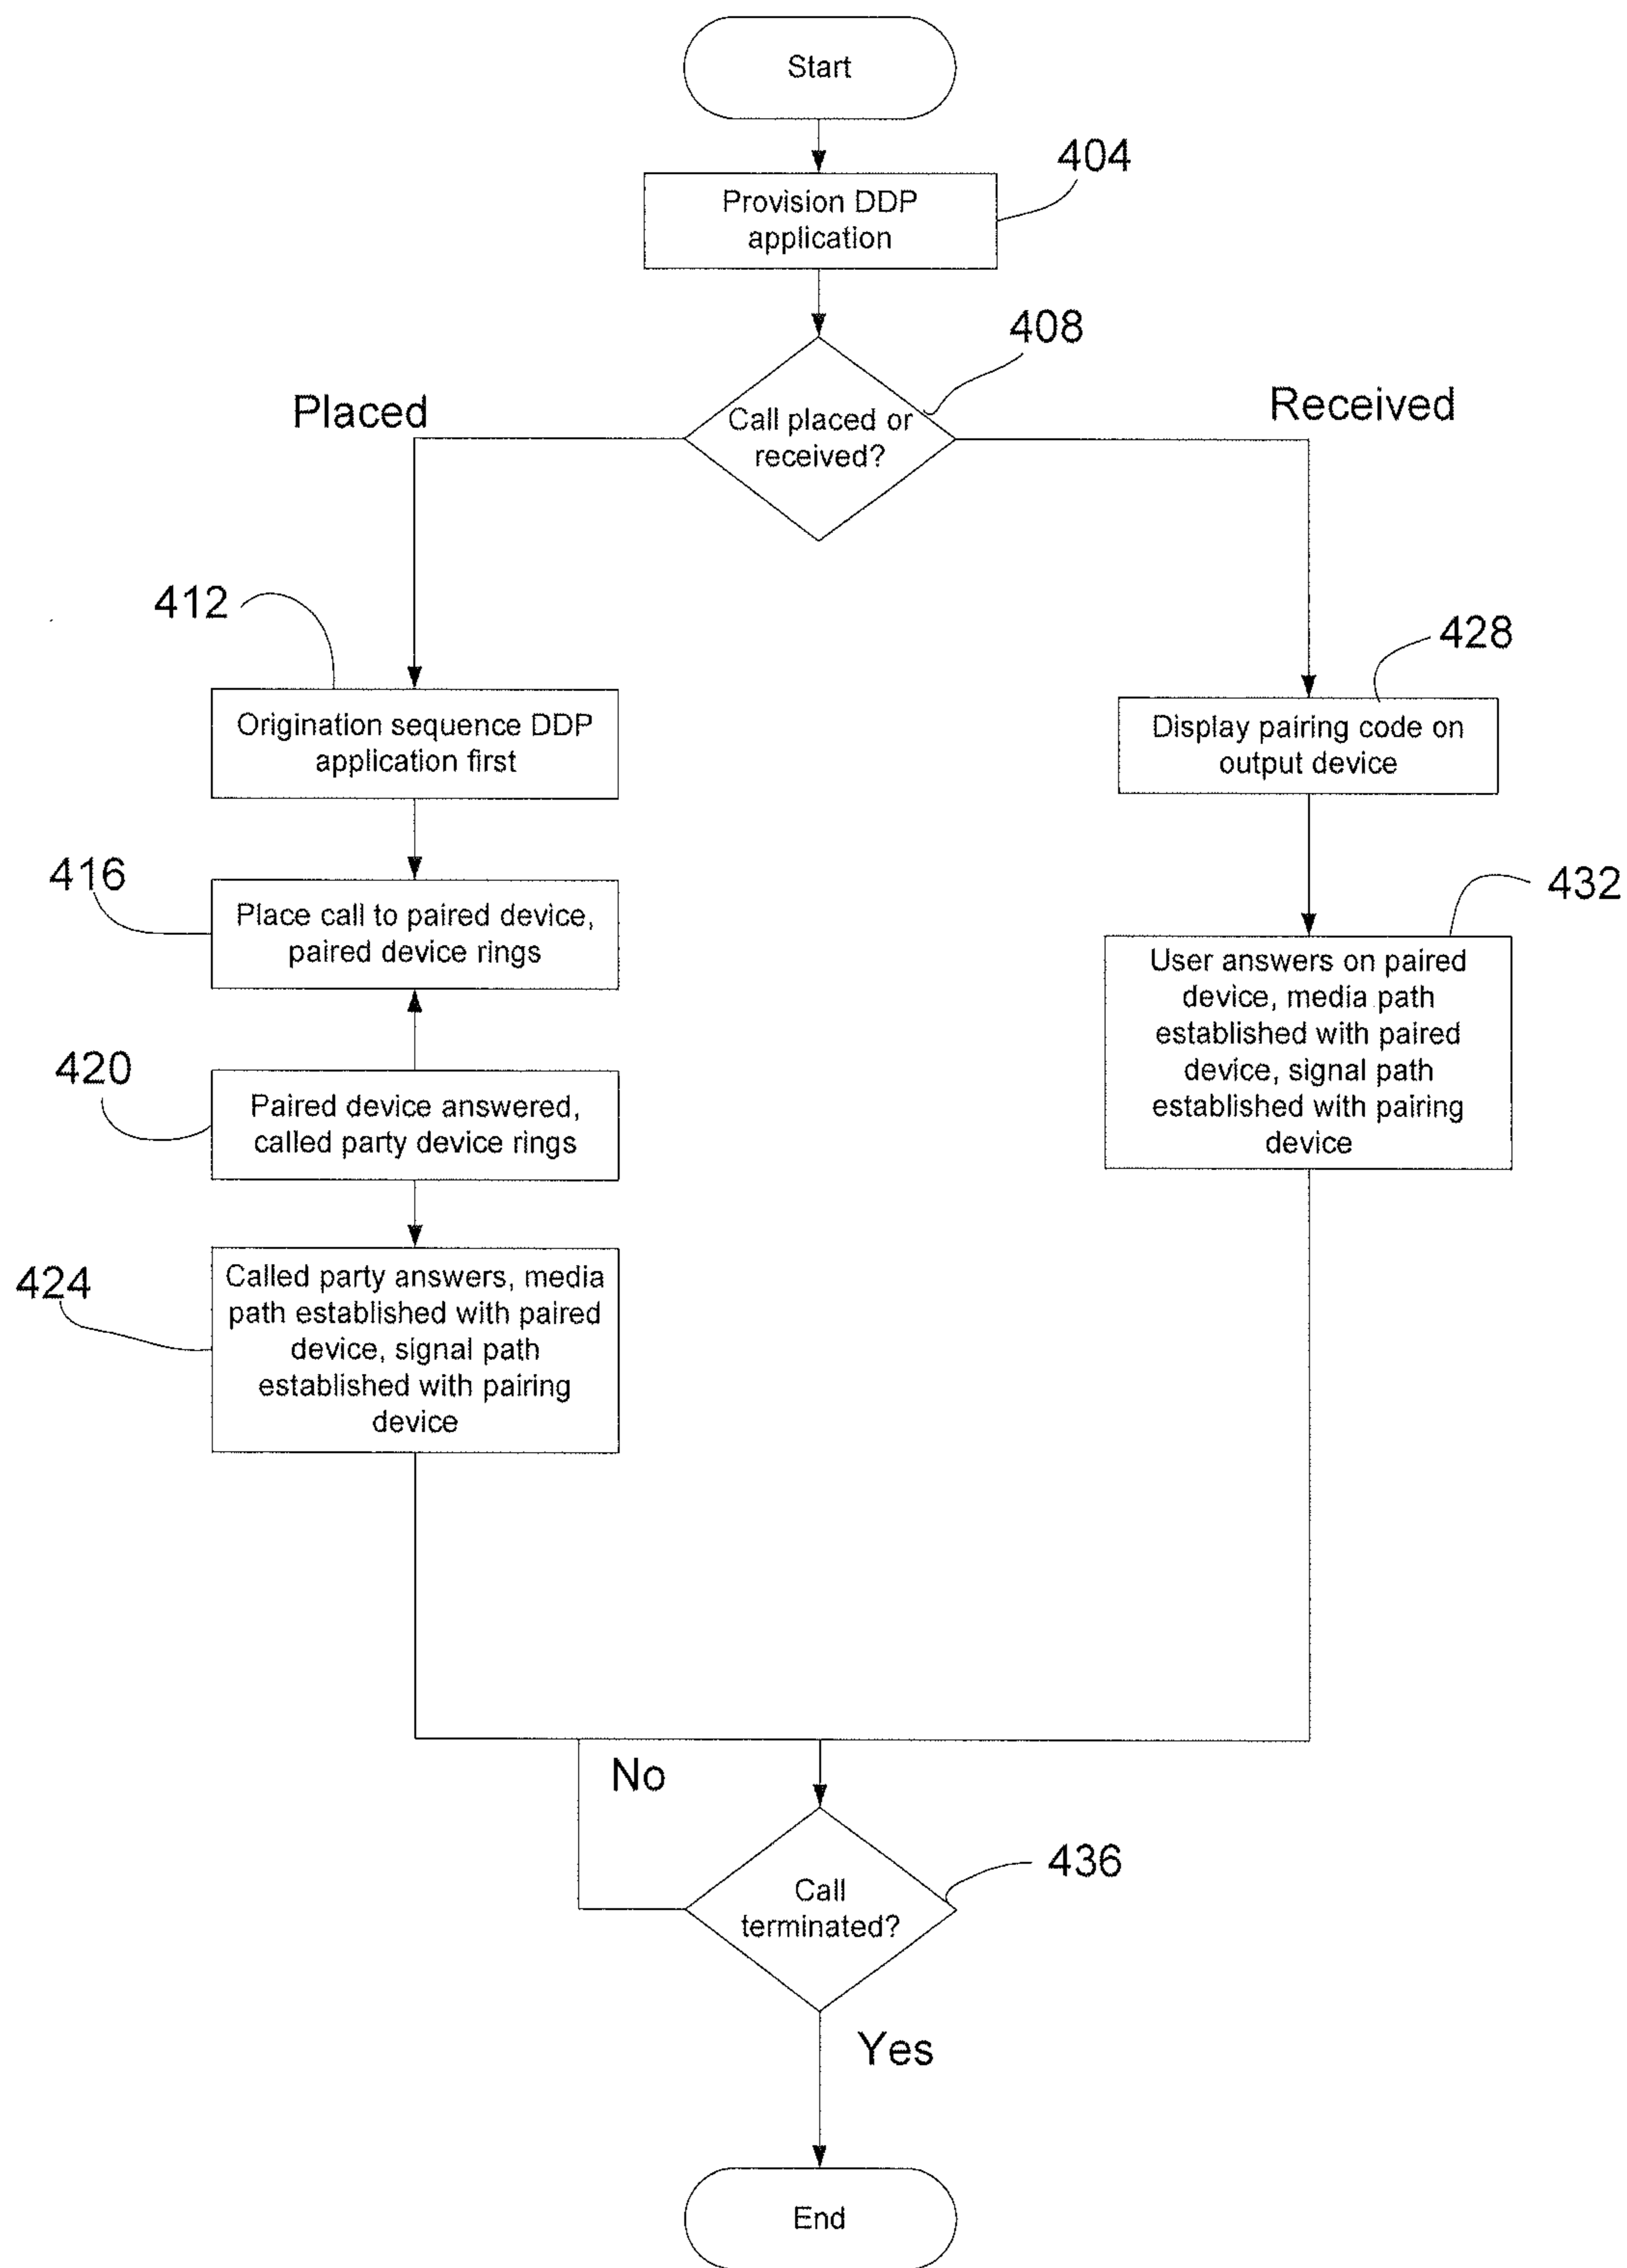 Start
404
Provision DDP
application
408
Placed
Received
Call placed or
received?
412
428
Origination sequence DDP
application first
Display pairing code on
output device
416
Place call to paired device,
paired device rings
432
User answers on paired
device, media path
established with paired
device, signal path
established with pairing
device
420
Paired device answered,
called party device rings
424
Called party answers, media
path established with paired
device, signal path
established with pairing
device
No
436
Call
terminated?
Yes
End